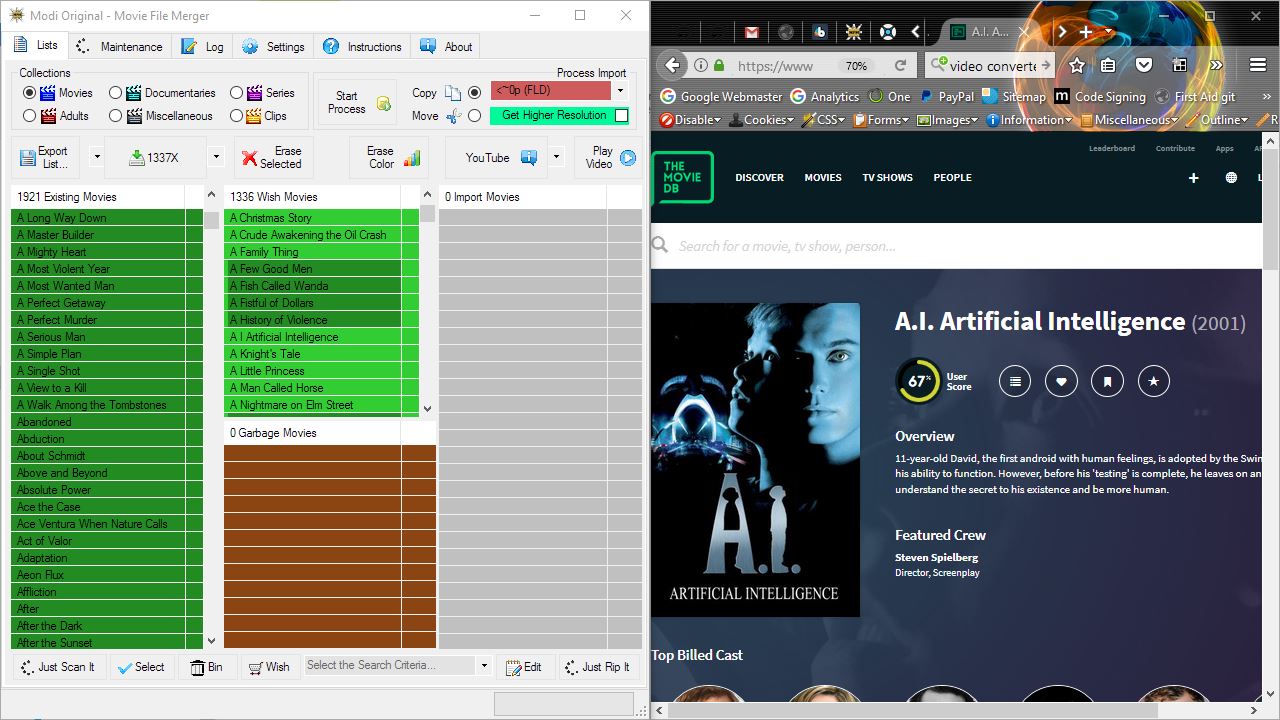 Modi Original - Movie File Merger
Lists
Maintenance
Log
Settings
Instructions
About
Collections
Movies
Documentaries
Series
Adults
Miscellaneous
Clips
Process Import
Start
Process
Copy
Move
<~0p (FLD)
Get Higher Resolution
Export
List...
1337X
Erase
Selected
Erase
Color
YouTube
Play
Video
1921 Existing Movies
A Long Way Down
A Master Builder
A Mighty Heart
A Most Violent Year
A Most Wanted Man
A Perfect Getaway
A Perfect Murder
A Serious Man
A Simple Plan
A Single Shot
A View to a Kill
A Walk Among the Tombstones
Abandoned
Abduction
About Schmidt
Above and Beyond
Absolute Power
Ace the Case
Ace Ventura When Nature Calls
Act of Valor
Adaptation
Aeon Flux
Affliction
After
After the Dark
After the Sunset
1336 Wish Movies
A Christmas Story
A Crude Awakening the Oil Crash
A Family Thing
A Few Good Men
A Fish Called Wanda
A Fistful of Dollars
A History of Violence
A I Artificial Intelligence
A Knight's Tale
A Little Princess
A Man Called Horse
A Nightmare on Elm Street
0 Garbage Movies
0 Import Movies
Just Scan It
Select
Bin
Wish
Select the Search Criteria...
Edit
Just Rip It
A.I. A...
https://www
70%
video converte
Google Webmaster
Analytics
One
PayPal
Sitemap
Code Signing
First Aid git
Disable
Cookies
CSS
Forms
Images
Information
Miscellaneous
Outline
R
Leaderboard
Contribute
Apps
THE
MOVIE
DB
DISCOVER
MOVIES
TV SHOWS
PEOPLE
L
Search for a movie, tv show, person...
A.I. Artificial Intelligence (2001)
67%
User
Score
Overview
11-year-old David, the first android with human feelings, is adopted by the Swin
his ability to function. However, before his 'testing' is complete, he leaves on an
understand the secret to his existence and be more human.
Featured Crew
Steven Spielberg
Director, Screenplay
A.I.
ARTIFICIAL INTELLIGENCE
Top Billed Cast